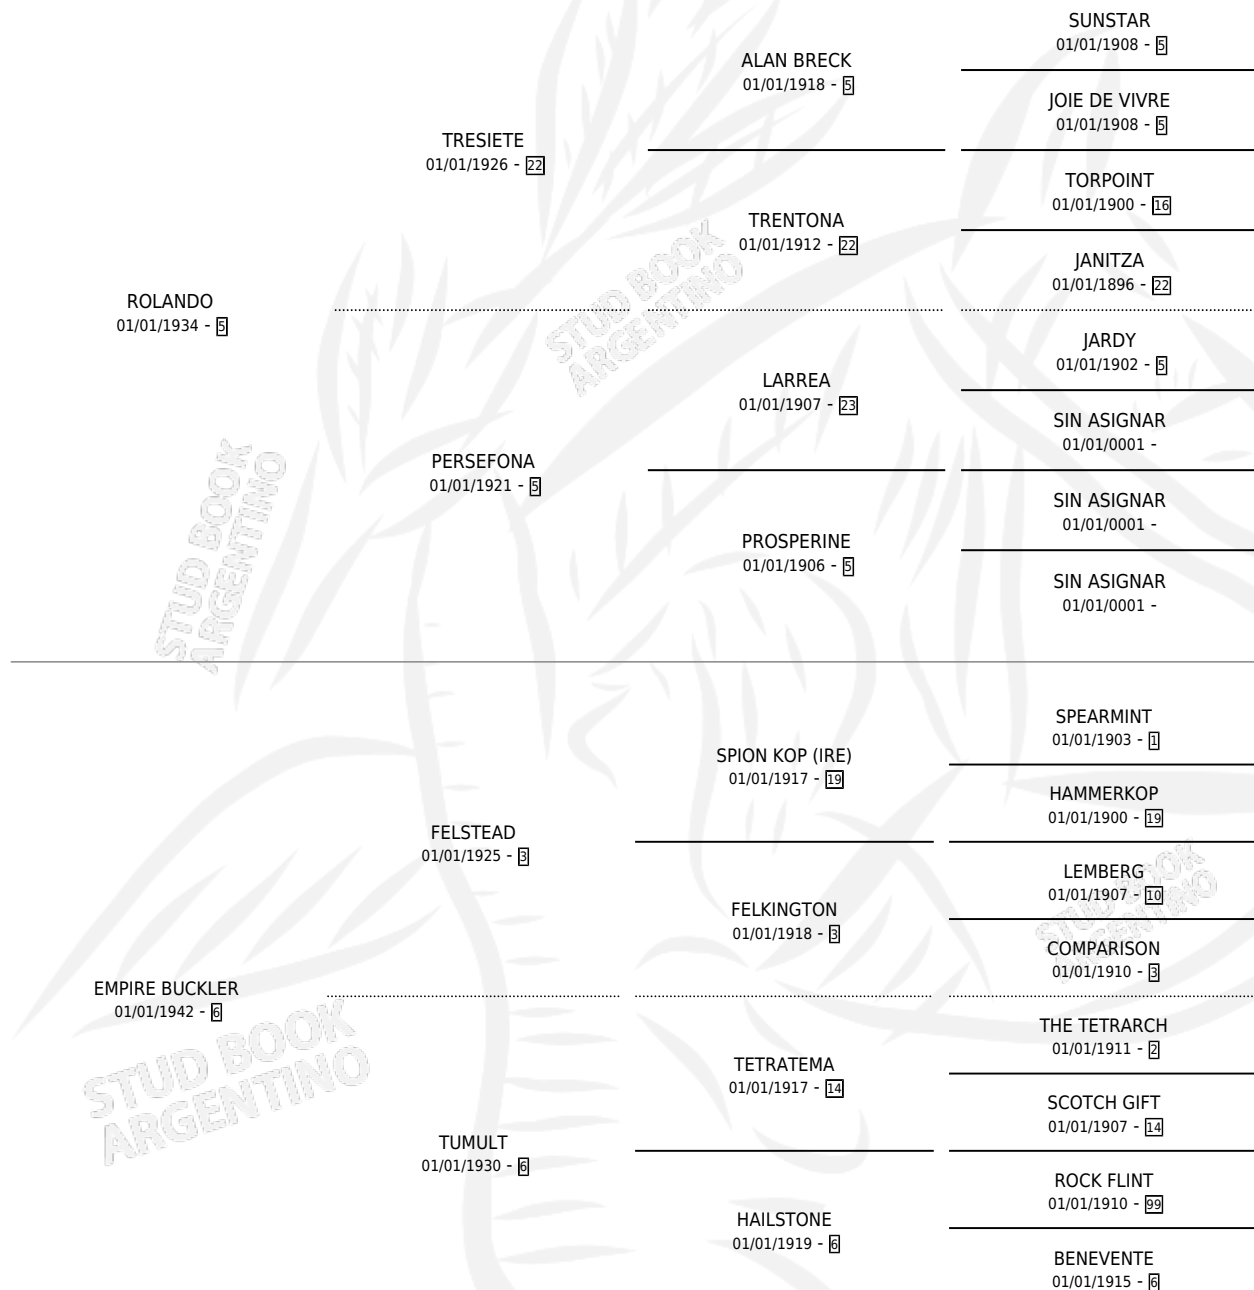 SUNSTAR
01/01/1908 - 5
ALAN BRECK
01/01/1918 - 5
JOIE DE VIVRE
01/01/1908 - 5
TRESIETE
01/01/1926 - 22
TORPOINT
01/01/1900 - 16
TRENTONA
01/01/1912 - 22
JANITZA
01/01/1896 - 22
ROLANDO
01/01/1934 - 5
JARDY
01/01/1902 - 5
LARREA
01/01/1907 - 23
SIN ASIGNAR
01/01/0001 -
PERSEFONA
01/01/1921 - 5
SIN ASIGNAR
01/01/0001 -
PROSPERINE
01/01/1906 - 5
SIN ASIGNAR
01/01/0001 -
STUD BOOK
ARGENTINO
STUD BOOK
ARGENTINO
SPEARMINT
01/01/1903 - 1
SPION KOP (IRE)
01/01/1917 - 19
HAMMERKOP
01/01/1900 - 19
FELSTEAD
01/01/1925 - 3
LEMBERG
01/01/1907 - 10
FELKINGTON
01/01/1918 - 3
COMPARISON
01/01/1910 - 3
EMPIRE BUCKLER
01/01/1942 - 6
THE TETRARCH
01/01/1911 - 2
TETRATEMA
01/01/1917 - 14
SCOTCH GIFT
01/01/1907 - 14
TUMULT
01/01/1930 - 6
ROCK FLINT
01/01/1910 - 99
HAILSTONE
01/01/1919 - 6
BENEVENTE
01/01/1915 - 6
STUD BOOK
ARGENTINO
STUD BOOK
ARGENTINO